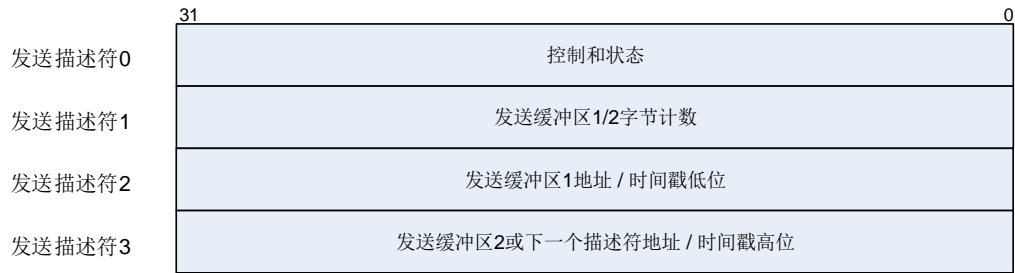 31 0
发送描述符0 控制和状态
发送描述符1 发送缓冲区1/2字节计数
发送描述符2 发送缓冲区1地址 / 时间戳低位
发送描述符3 发送缓冲区2或下一个描述符地址 / 时间戳高位